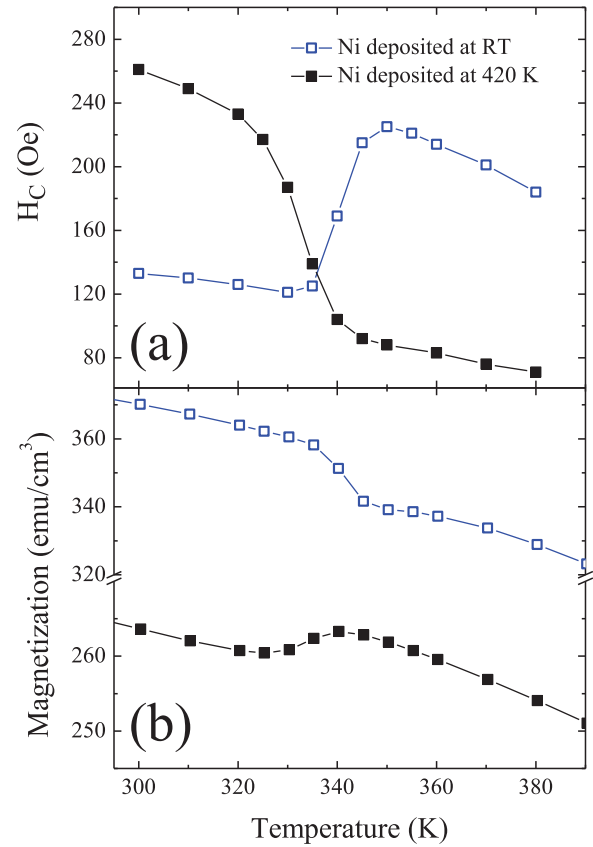 280
240
200
160
120
80
H_C (Oe)
Ni deposited at RT
Ni deposited at 420 K
(a)
360
340
320
260
250
Magnetization (emu/cm³)
(b)
300 320 340 360 380
Temperature (K)